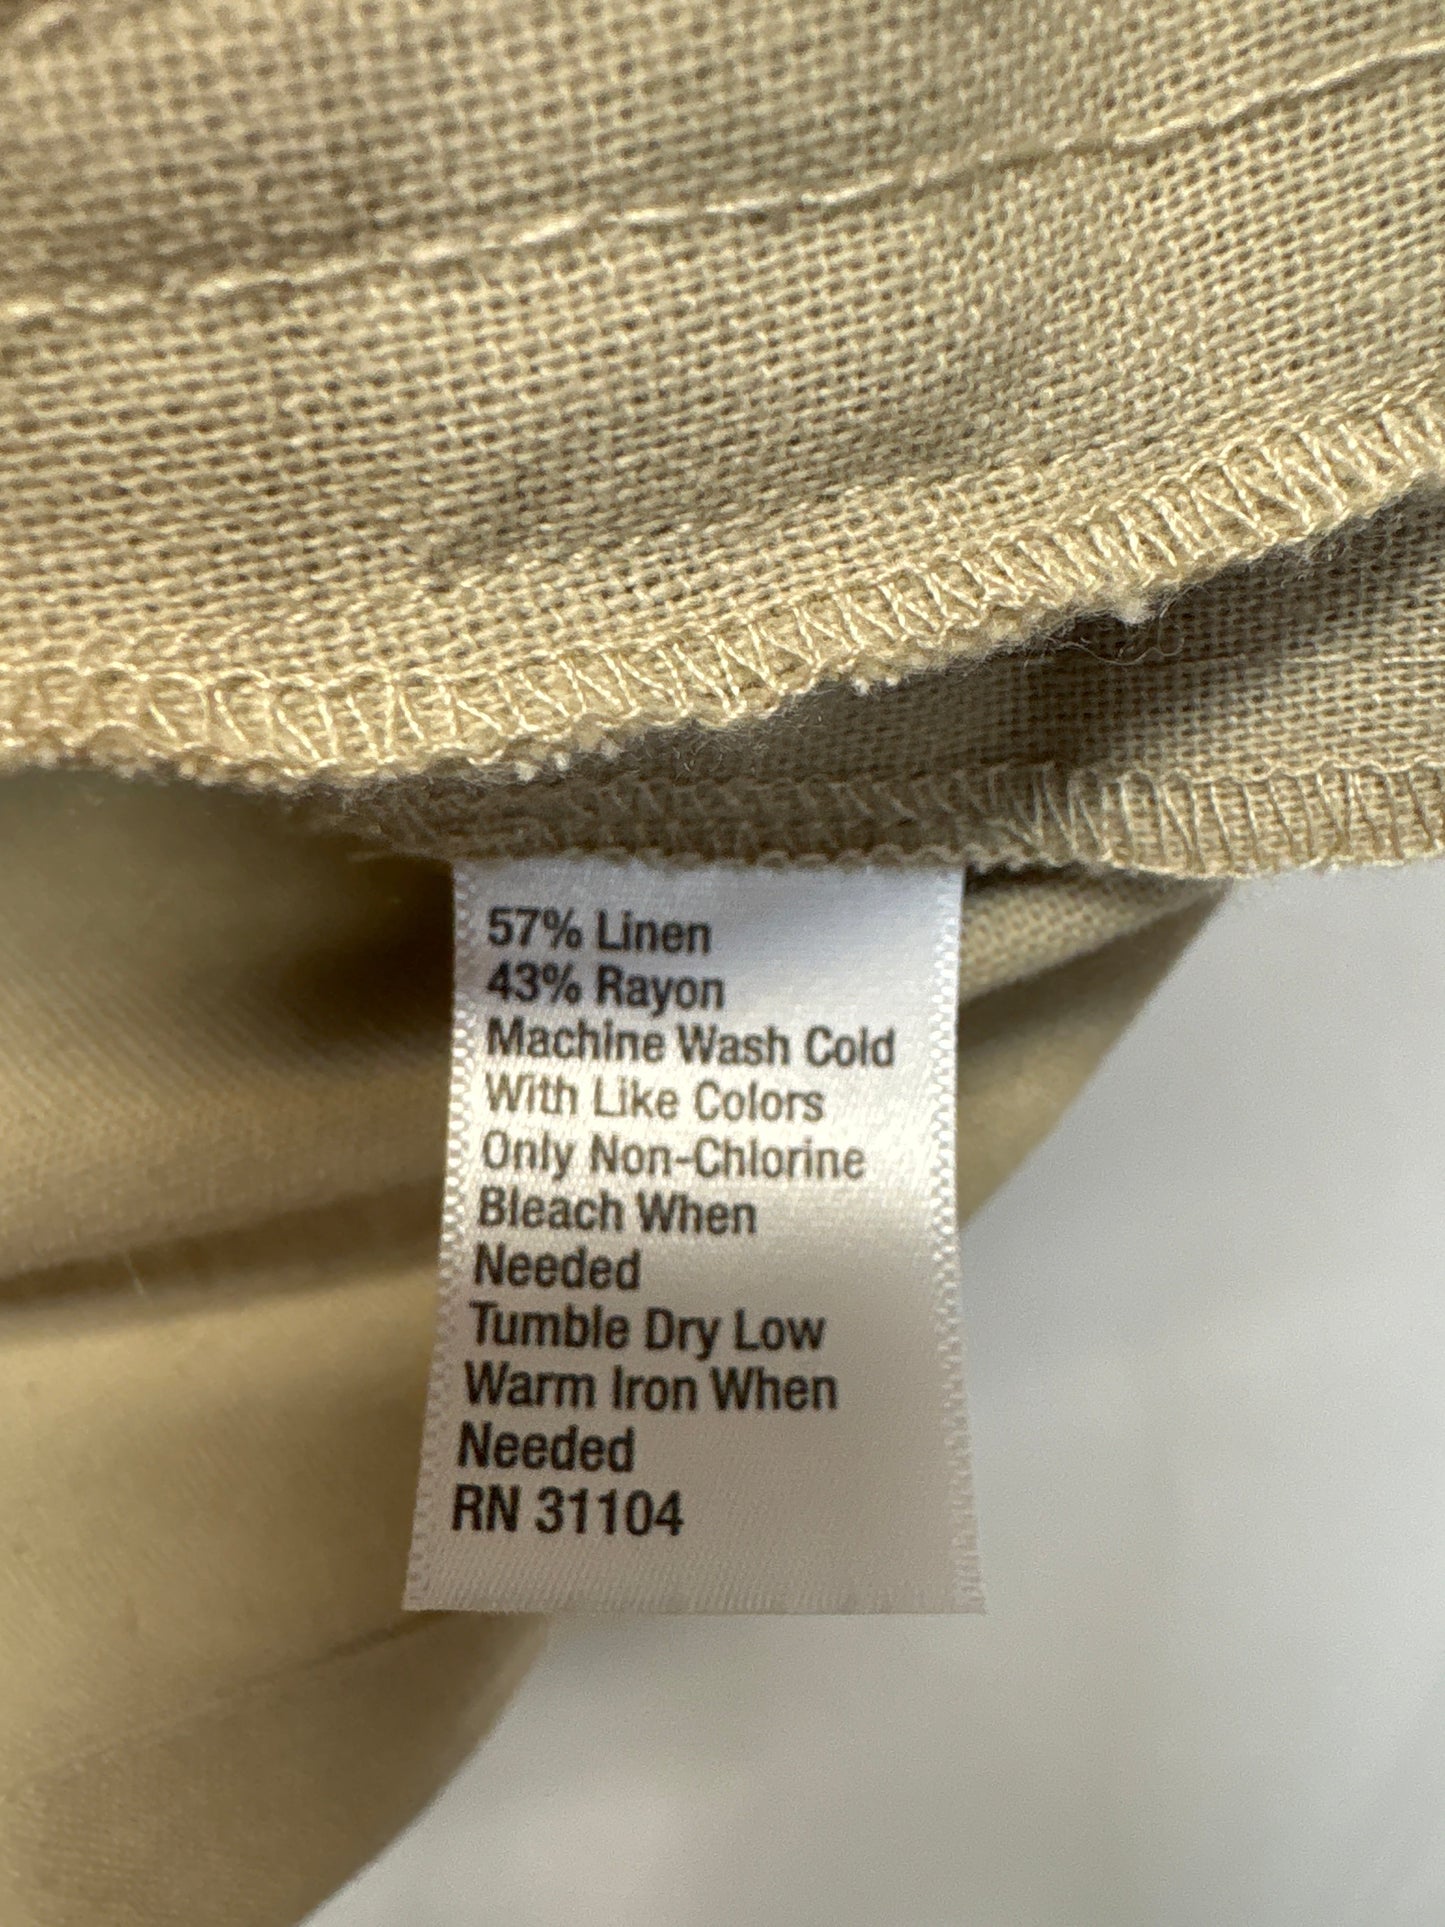 57% Linen
43% Rayon
Machine Wash Cold
With Like Colors
Only Non-Chlorine
Bleach When
Needed
Tumble Dry Low
Warm Iron When
Needed
RN 31104